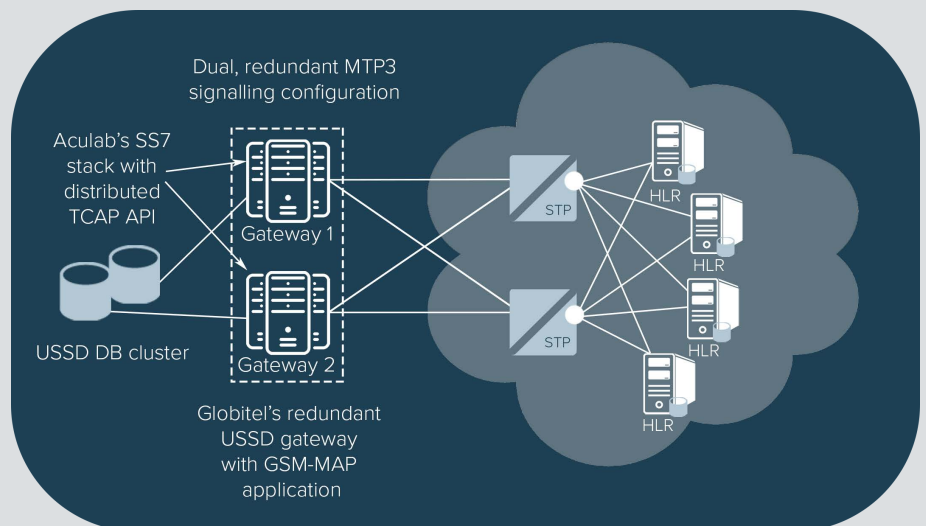 Dual, redundant MTP3
signalling configuration
Aculab's SS7
stack with
distributed
TCAP API
Gateway 1
Gateway 2
USSD DB cluster
Globitel's redundant
USSD gateway
with GSM-MAP
application
STP
STP
HLR
HLR
HLR
HLR